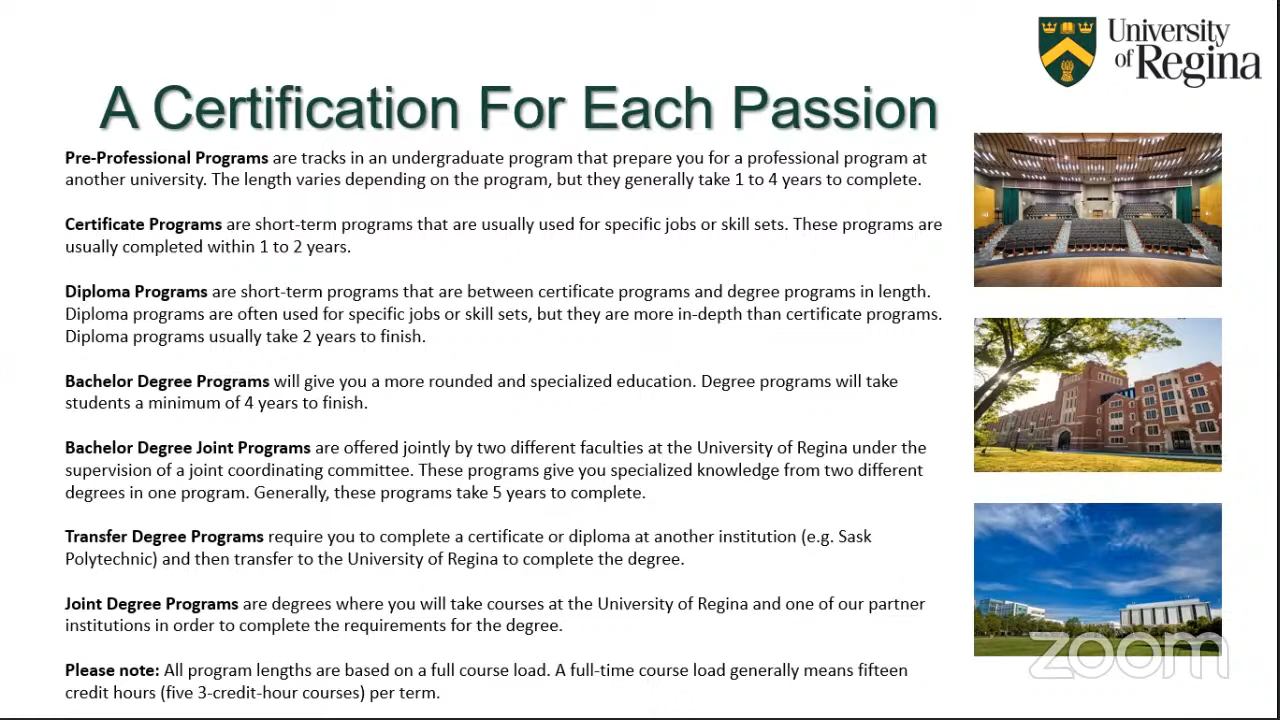 University
of Regina
A Certification For Each Passion
Pre-Professional Programs are tracks in an undergraduate program that prepare you for a professional program at
another university. The length varies depending on the program, but they generally take 1 to 4 years to complete.
Certificate Programs are short-term programs that are usually used for specific jobs or skill sets. These programs are
usually completed within 1 to 2 years.
Diploma Programs are short-term programs that are between certificate programs and degree programs in length.
Diploma programs are often used for specific jobs or skill sets, but they are more in-depth than certificate programs.
Diploma programs usually take 2 years to finish.
Bachelor Degree Programs will give you a more rounded and specialized education. Degree programs will take
students a minimum of 4 years to finish.
Bachelor Degree Joint Programs are offered jointly by two different faculties at the University of Regina under the
supervision of a joint coordinating committee. These programs give you specialized knowledge from two different
degrees in one program. Generally, these programs take 5 years to complete.
Transfer Degree Programs require you to complete a certificate or diploma at another institution (e.g. Sask
Polytechnic) and then transfer to the University of Regina to complete the degree.
Joint Degree Programs are degrees where you will take courses at the University of Regina and one of our partner
institutions in order to complete the requirements for the degree.
Please note: All program lengths are based on a full course load. A full-time course load generally means fifteen
credit hours (five 3-credit-hour courses) per term.
zoom